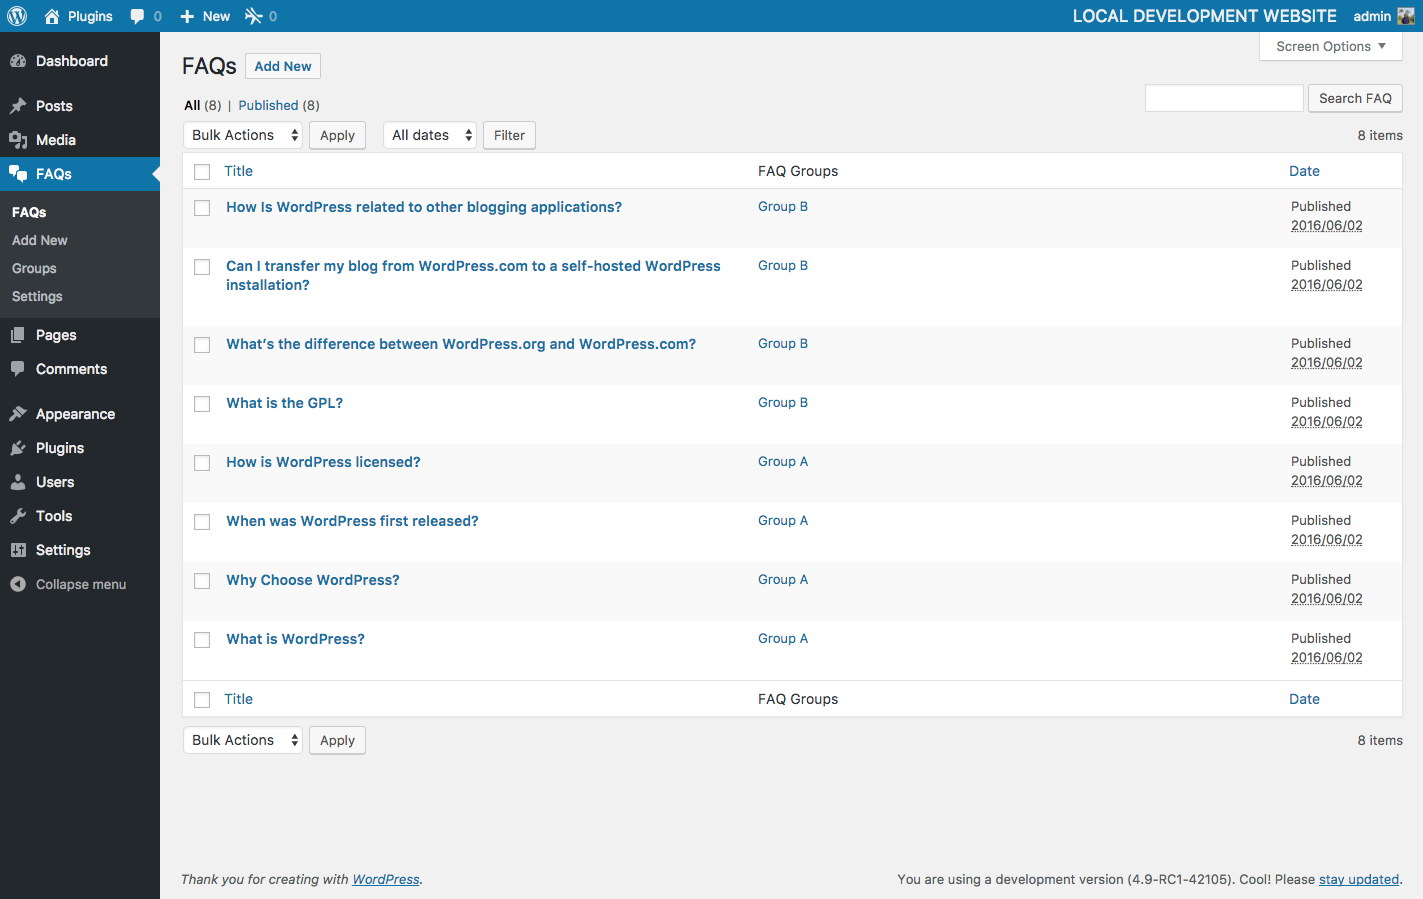 Plugins 0 New 0 LOCAL DEVELOPMENT WEBSITE admin
Screen Options
Dashboard
Posts
Media
FAQs
FAQs
Add New
Groups
Settings
Pages
Comments
Appearance
Plugins
Users
Tools
Settings
Collapse menu
FAQs Add New
All (8) | Published (8)
Search FAQ
Bulk Actions Apply All dates Filter 8 items
Title FAQ Groups Date
How Is WordPress related to other blogging applications? Group B Published
2016/06/02
Can I transfer my blog from WordPress.com to a self-hosted WordPress Group B Published
installation? 2016/06/02
What’s the difference between WordPress.org and WordPress.com? Group B Published
2016/06/02
What is the GPL? Group B Published
2016/06/02
How is WordPress licensed? Group A Published
2016/06/02
When was WordPress first released? Group A Published
2016/06/02
Why Choose WordPress? Group A Published
2016/06/02
What is WordPress? Group A Published
2016/06/02
Title FAQ Groups Date
Bulk Actions Apply 8 items
Thank you for creating with WordPress. You are using a development version (4.9-RC1-42105). Cool! Please stay updated.